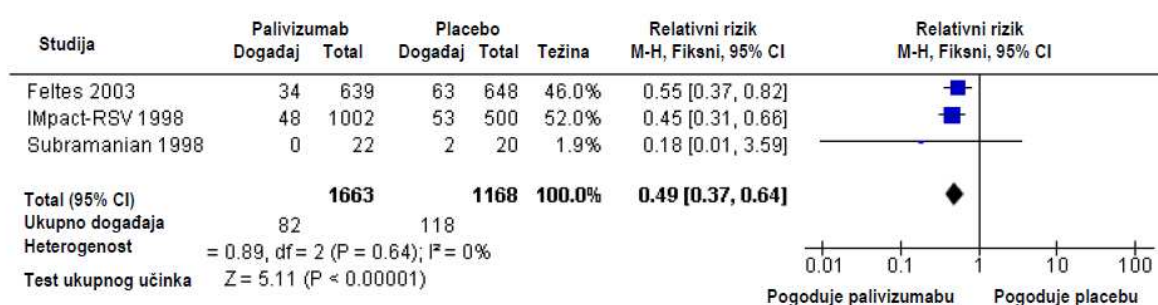 Studija Palivizumab Placebo Relativni rizik Relativni rizik
Događaj Total Događaj Total Težina M-H, Fiksni, 95% CI M-H, Fiksni, 95% CI
Feltes 2003 34 639 63 648 46.0% 0.55 [0.37, 0.82]
IMpact-RSV 1998 48 1002 53 500 52.0% 0.45 [0.31, 0.66]
Subramanian 1998 0 22 2 20 1.9% 0.18 [0.01, 3.59]
Total (95% CI) 1663 1168 100.0% 0.49 [0.37, 0.64]
Ukupno događaja 82 118
Heterogenost = 0.89, df = 2 (P = 0.64); I² = 0%
Test ukupnog učinka Z = 5.11 (P < 0.00001)
0.01 0.1 1 10 100
Pogoduje palivizumabu Pogoduje placebu